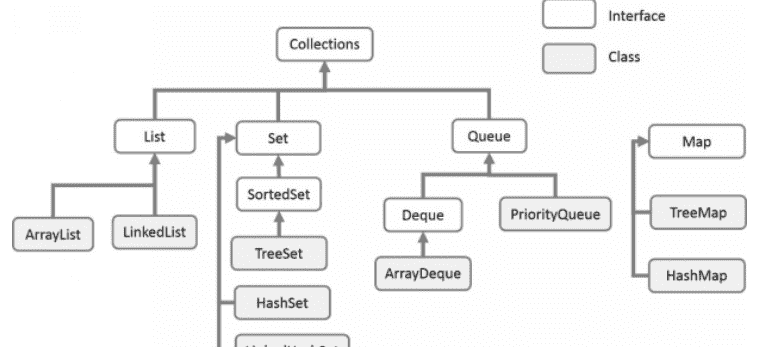 Interface
Collections
Class
List
Set
Queue
Map
SortedSet
Deque
PriorityQueue
TreeMap
ArrayList
LinkedList
TreeSet
ArrayDeque
HashMap
HashSet